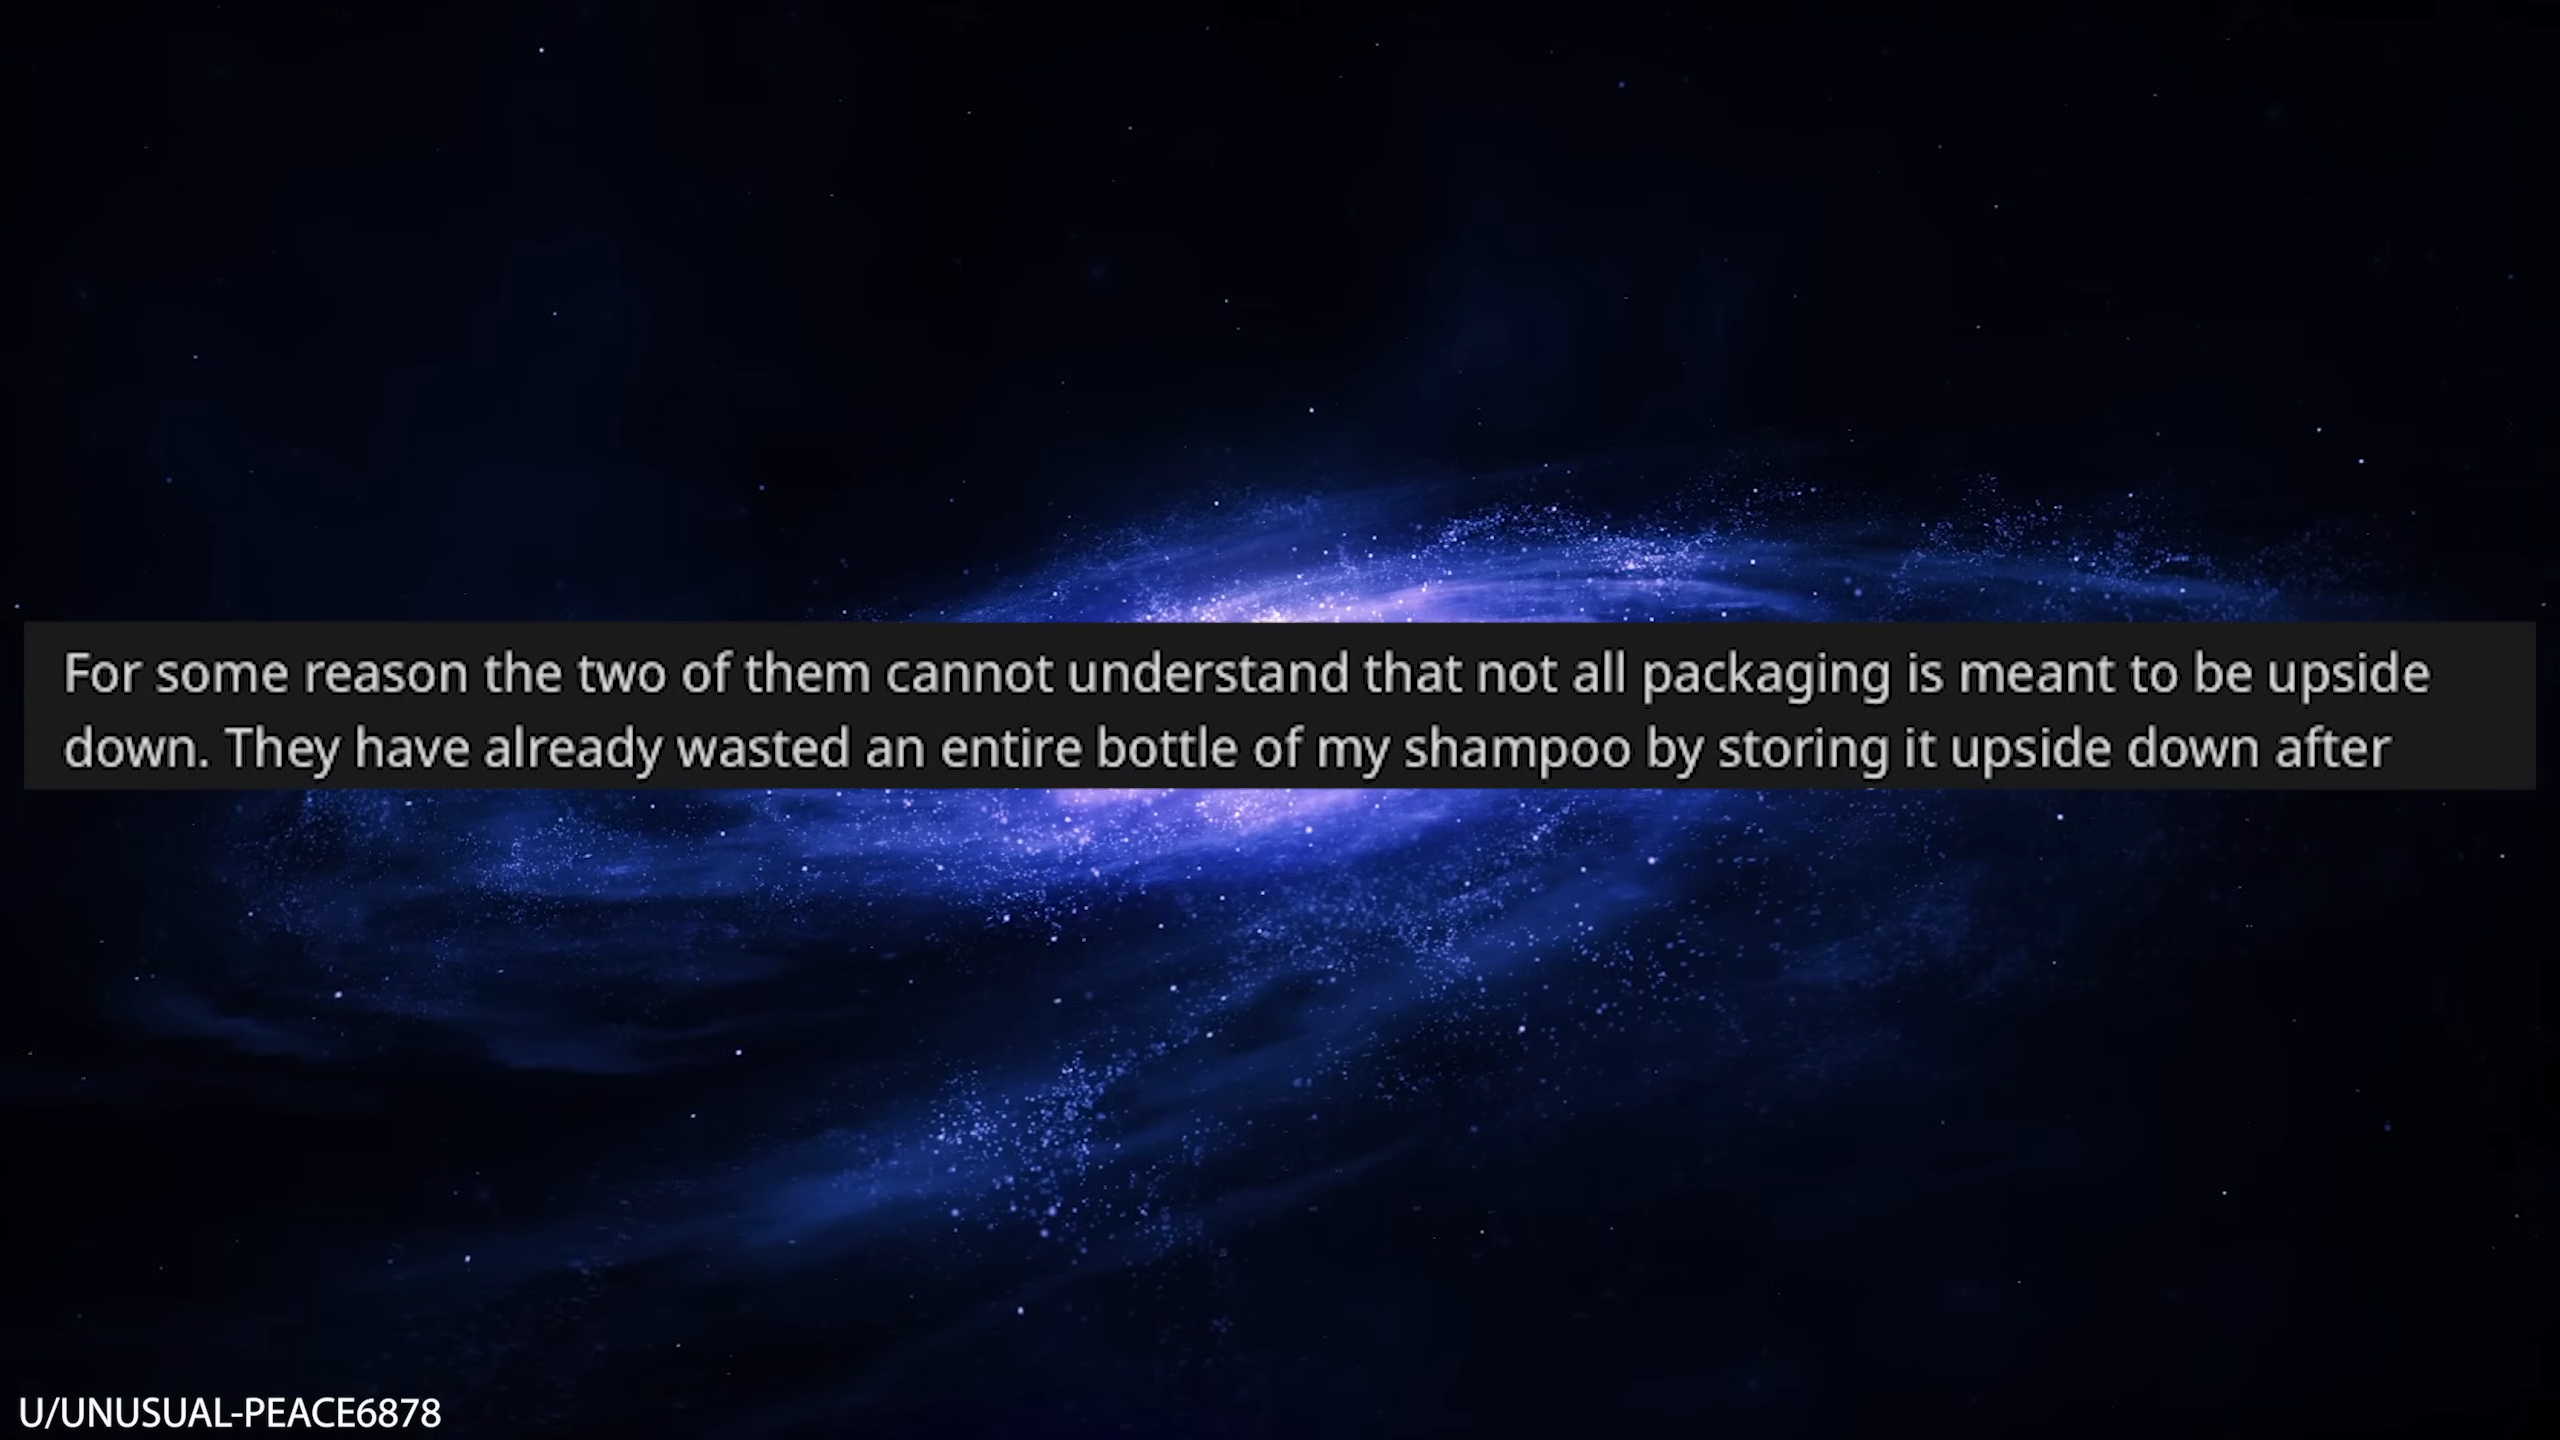 For some reason the two of them cannot understand that not all packaging is meant to be upside
down. They have already wasted an entire bottle of my shampoo by storing it upside down after
U/UNUSUAL-PEACE6878